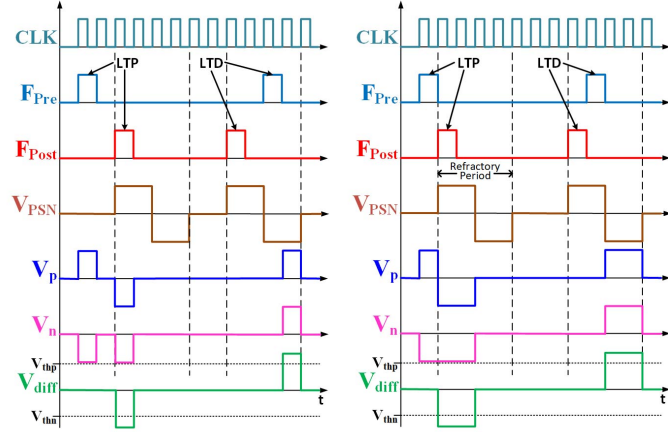 CLK
LTP
LTD
F_Pre
F_Post
V_PSN
V_p
V_n
V_thp
V_diff
t
V_thn
CLK
LTP
LTD
F_Pre
F_Post
Refractory
Period
V_PSN
V_p
V_n
V_thp
V_diff
t
V_thn